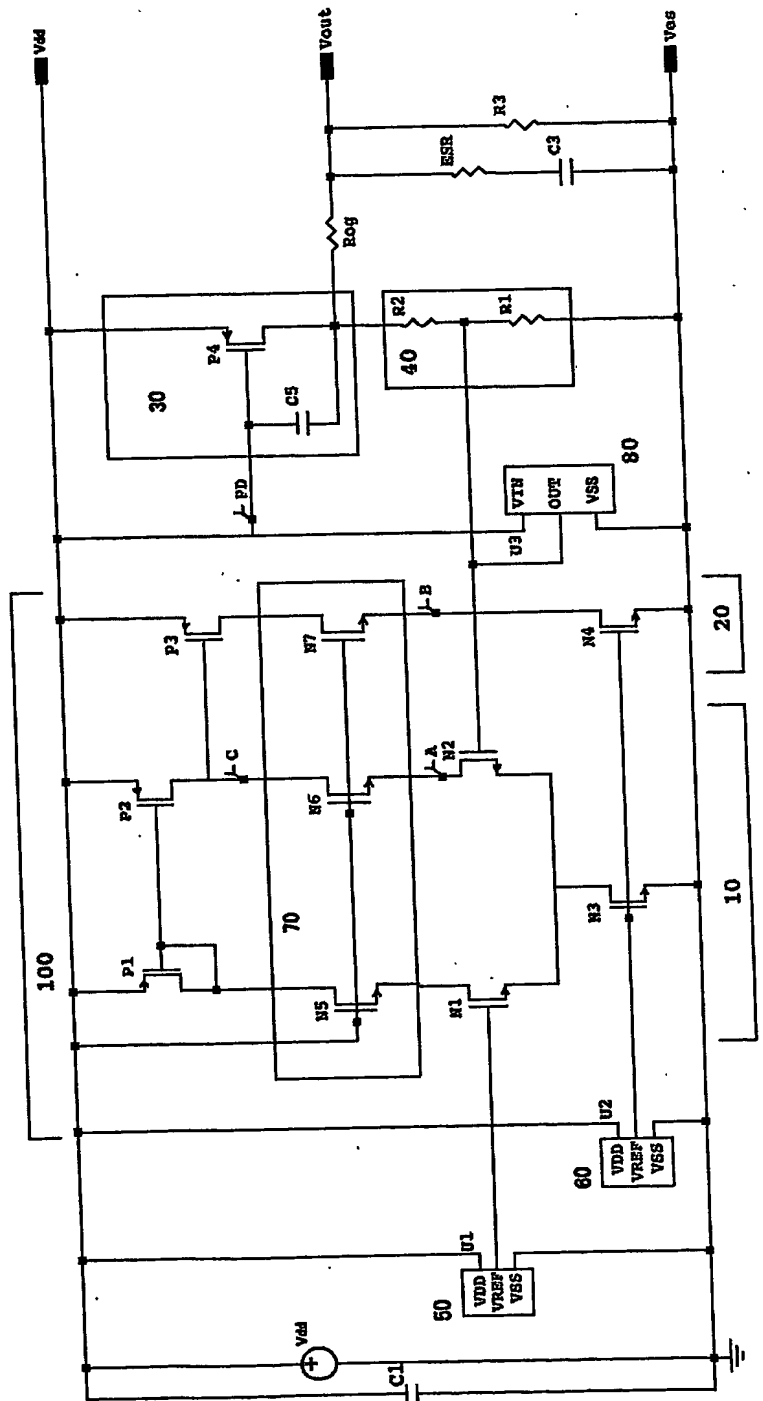 Vdd
Vout
Vss
100
P1
P2
P3
30
P4
C5
PD
Rog
ESR
R3
C3
C
70
N5
N6
N7
A
B
N1
N2
40
R2
R1
U3
VIN
OUT
VSS
80
N3
N4
10
20
U1
VDD
VREF
VSS
50
U2
VDD
VREF
VSS
60
Vdd
+
C1